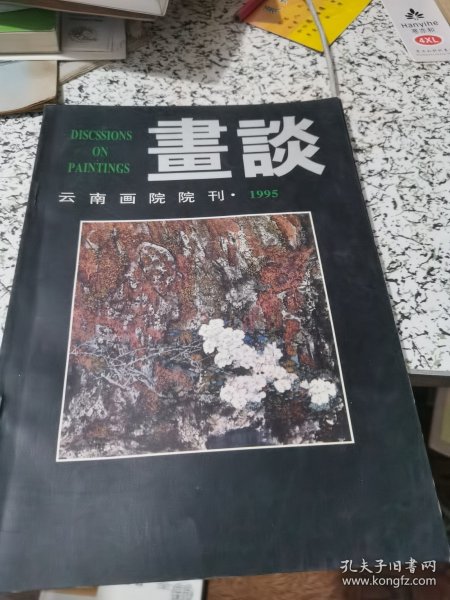 Hanyihe
4XL
DISCSSIONS
ON
PAINTINGS
畫談
云南画院院刊·1995
孔夫子旧书网
www.kongfz.com